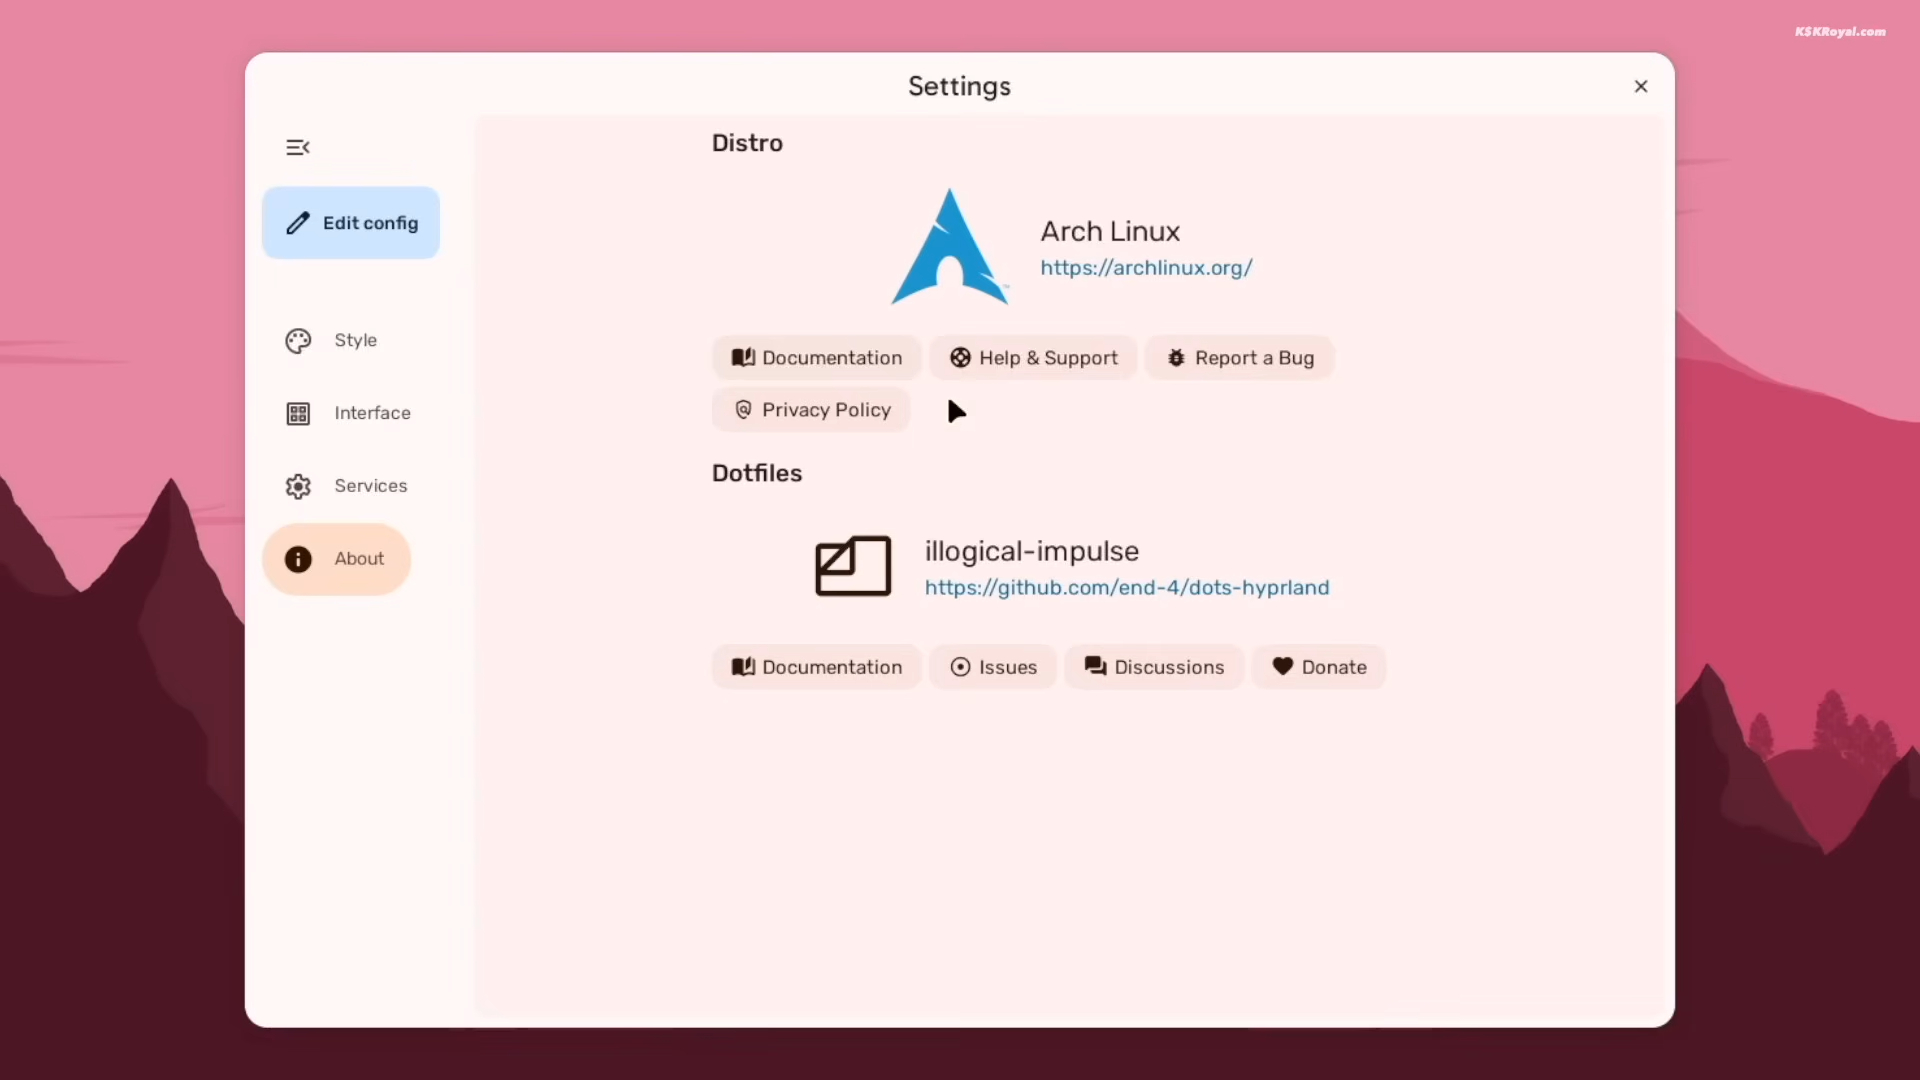 KSKRoyal.com
Settings
Edit config
Style
Interface
Services
About
Distro
Arch Linux
https://archlinux.org/
Documentation Help & Support Report a Bug
Privacy Policy
Dotfiles
illogical-impulse
https://github.com/end-4/dots-hyprland
Documentation Issues Discussions Donate